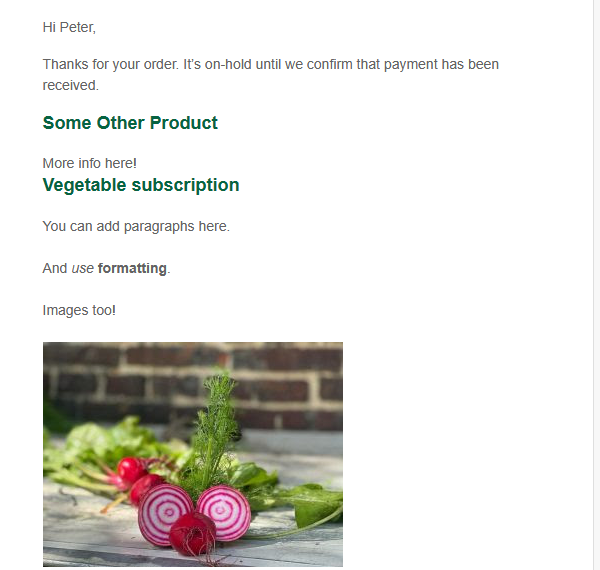 Hi Peter,
Thanks for your order. It's on-hold until we confirm that payment has been
received.
Some Other Product
More info here!
Vegetable subscription
You can add paragraphs here.
And use formatting.
Images too!